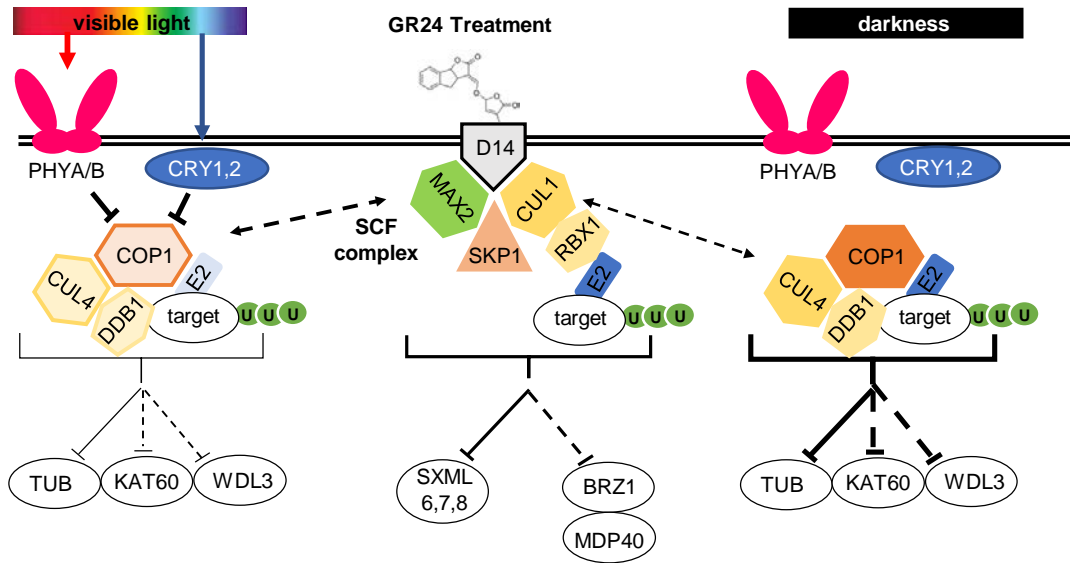 visible light
GR24 Treatment
darkness
O
O
O
OH
D14
PHYA/B
CRY1,2
MAX2
CUL1
SCF
complex
SKP1
RBX1
E2
target
U U U
COP1
CUL4
DDB1
E2
target
U U U
PHYA/B
CRY1,2
COP1
CUL4
DDB1
E2
target
U U U
TUB
KAT60
WDL3
SXML
6,7,8
BRZ1
MDP40
TUB
KAT60
WDL3